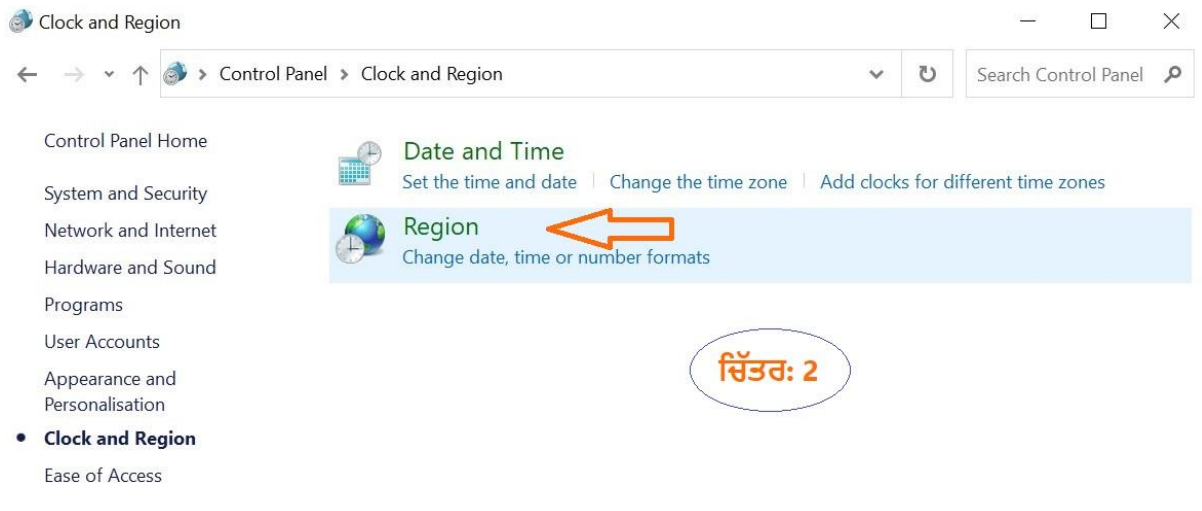 Clock and Region
Control Panel > Clock and Region
Search Control Panel
Control Panel Home
System and Security
Network and Internet
Hardware and Sound
Programs
User Accounts
Appearance and
Personalisation
Clock and Region
Ease of Access
Date and Time
Set the time and date | Change the time zone | Add clocks for different time zones
Region
Change date, time or number formats
ਚਿੱਤਰ: 2